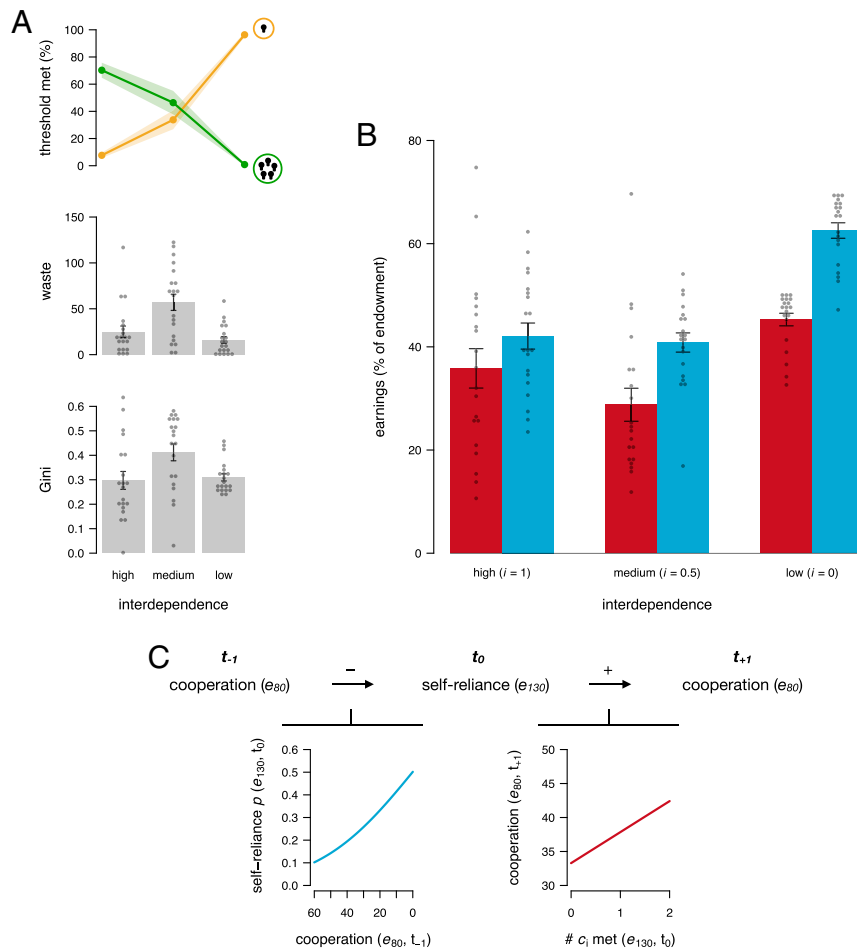 A
threshold met (%)
100
80
60
40
20
0
waste
150
100
50
0
Gini
0.6
0.5
0.4
0.3
0.2
0.1
0.0
high medium low
interdependence
B
earnings (% of endowment)
80
60
40
20
0
high (i = 1) medium (i = 0.5) low (i = 0)
interdependence
C
t-1 t0 t+1
cooperation (e80) − self-reliance (e130) + cooperation (e80)
self−reliance p (e130, t0)
0.6
0.5
0.4
0.3
0.2
0.1
0.0
60 40 20 0
cooperation (e80, t−1)
cooperation (e80, t+1)
50
45
40
35
30
0 1 2
# ci met (e130, t0)